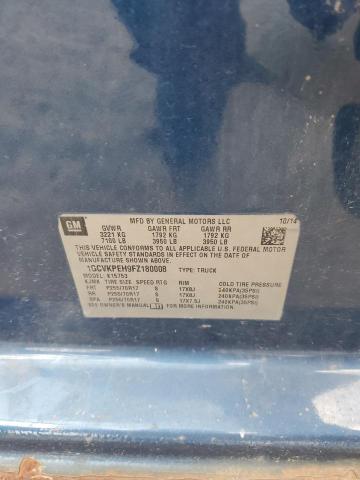 GM
MFD BY GENERAL MOTORS LLC
10/14
GVWR GAWR FRT GAWR RR
3221 KG 1792 KG 1792 KG
7100 LB 3950 LB 3950 LB
THIS VEHICLE CONFORMS TO ALL APPLICABLE U.S. FEDERAL MOTOR
VEHICLE SAFETY STANDARDS IN EFFECT ON THE DATE OF
MANUFACTURE SHOWN ABOVE.
1GCVKPEH9FZ180008 TYPE: TRUCK
MODEL: K15753
TIRE SIZE SPEED RTG RIM COLD TIRE PRESSURE
FRT P255/70R17 S 17X8J 240KPA(35PSI)
RR P255/70R17 S 17X8J 240KPA(35PSI)
SPA P255/70R17 S 17X7.5J 240KPA(35PSI)
SEE OWNER'S MANUAL